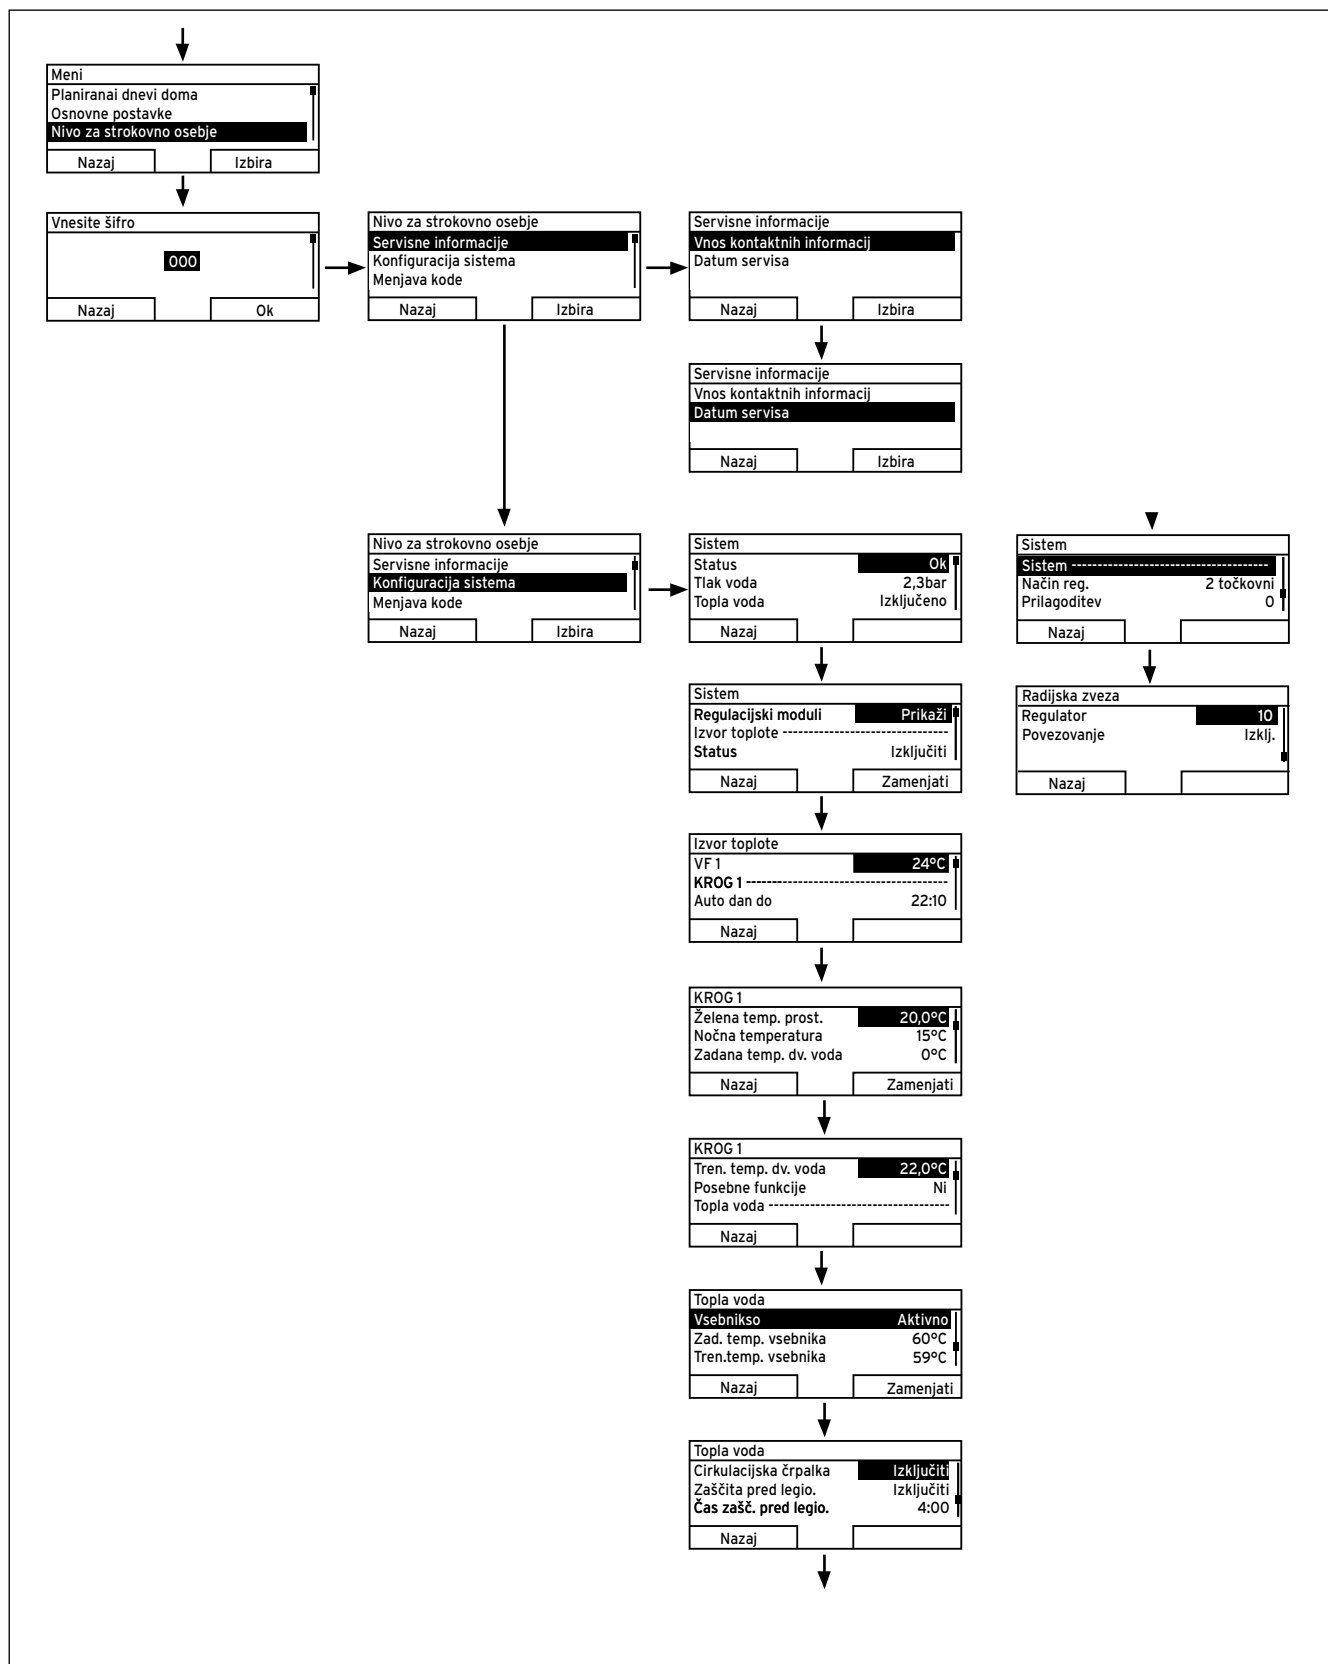 Meni
Planiranai dnevi doma
Osnovne postavke
Nivo za strokovno osebje
Nazaj Izbira
Vnesite šifro
000
Nazaj Ok
Nivo za strokovno osebje
Servisne informacije
Konfiguracija sistema
Menjava kode
Nazaj Izbira
Servisne informacije
Vnos kontaktnih informacij
Datum servisa
Nazaj Izbira
Servisne informacije
Vnos kontaktnih informacij
Datum servisa
Nazaj Izbira
Nivo za strokovno osebje
Servisne informacije
Konfiguracija sistema
Menjava kode
Nazaj Izbira
Sistem
Status Ok
Tlak voda 2,3bar
Topla voda Izključeno
Nazaj
Sistem
Regulacijski moduli Prikaži
Izvor toplote ---------------------------------
Status Izključiti
Nazaj Zamenjati
Izvor toplote
VF 1 24°C
KROG 1 ----------------------------------------
Auto dan do 22:10
Nazaj
KROG 1
Želena temp. prost. 20,0°C
Nočna temperatura 15°C
Zadana temp. dv. voda 0°C
Nazaj Zamenjati
KROG 1
Tren. temp. dv. voda 22,0°C
Posebne funkcije Ni
Topla voda ------------------------------------
Nazaj
Topla voda
Vsebnikso Aktivno
Zad. temp. vsebnika 60°C
Tren.temp. vsebnika 59°C
Nazaj Zamenjati
Topla voda
Cirkulacijska črpalka Izključiti
Zaščita pred legio. Izključiti
Čas zašč. pred legio. 4:00
Nazaj
Sistem
Sistem ---------------------------------------
Način reg. 2 točkovni
Prilagoditev 0
Nazaj
Radijska zveza
Regulator 10
Povezovanje Izklj.
Nazaj